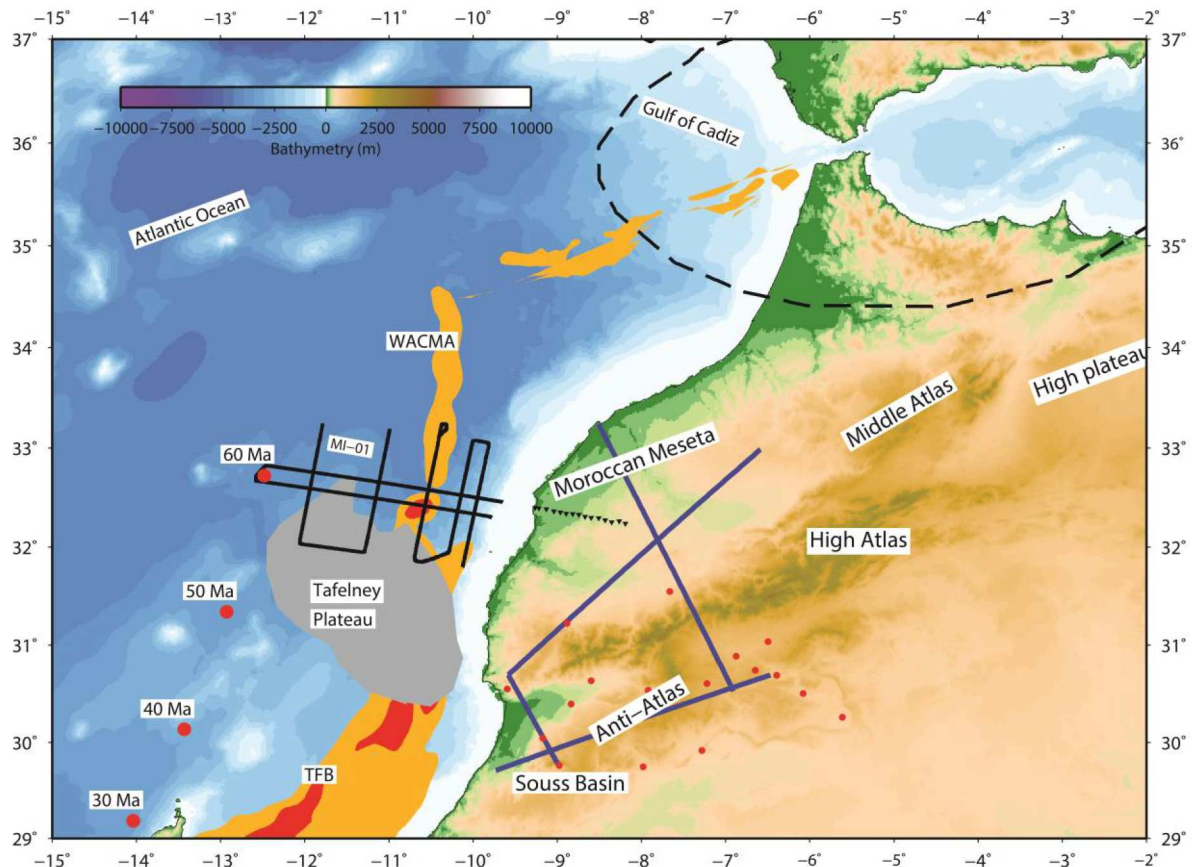 −15˚ −14˚ −13˚ −12˚ −11˚ −10˚ −9˚ −8˚ −7˚ −6˚ −5˚ −4˚ −3˚ −2˚
37˚ 37˚
−10000 −7500 −5000 −2500 0 2500 5000 7500 10000
Bathymetry (m)
Gulf of Cadiz
36˚ 36˚
Atlantic Ocean
35˚ 35˚
34˚ 34˚
WACMA
High plateau
Middle Atlas
33˚ 33˚
60 Ma
MI−01
Moroccan Meseta
High Atlas
32˚ 32˚
50 Ma
Tafelney
Plateau
31˚ 31˚
40 Ma
Anti−Atlas
30˚ 30˚
TFB
Souss Basin
30 Ma
29˚ 29˚
−15˚ −14˚ −13˚ −12˚ −11˚ −10˚ −9˚ −8˚ −7˚ −6˚ −5˚ −4˚ −3˚ −2˚